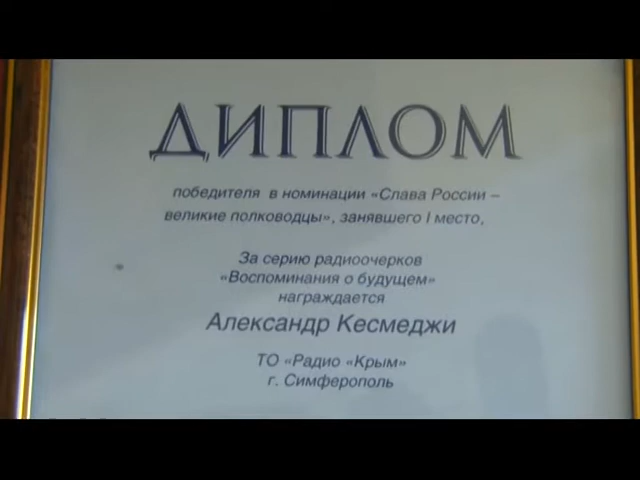 ДИПЛОМ
победителя в номинации «Слава России –
великие полководцы», занявшего I место,
За серию радиоочерков
«Воспоминания о будущем»
награждается
Александр Кесмеджи
ТО «Радио «Крым»
г. Симферополь